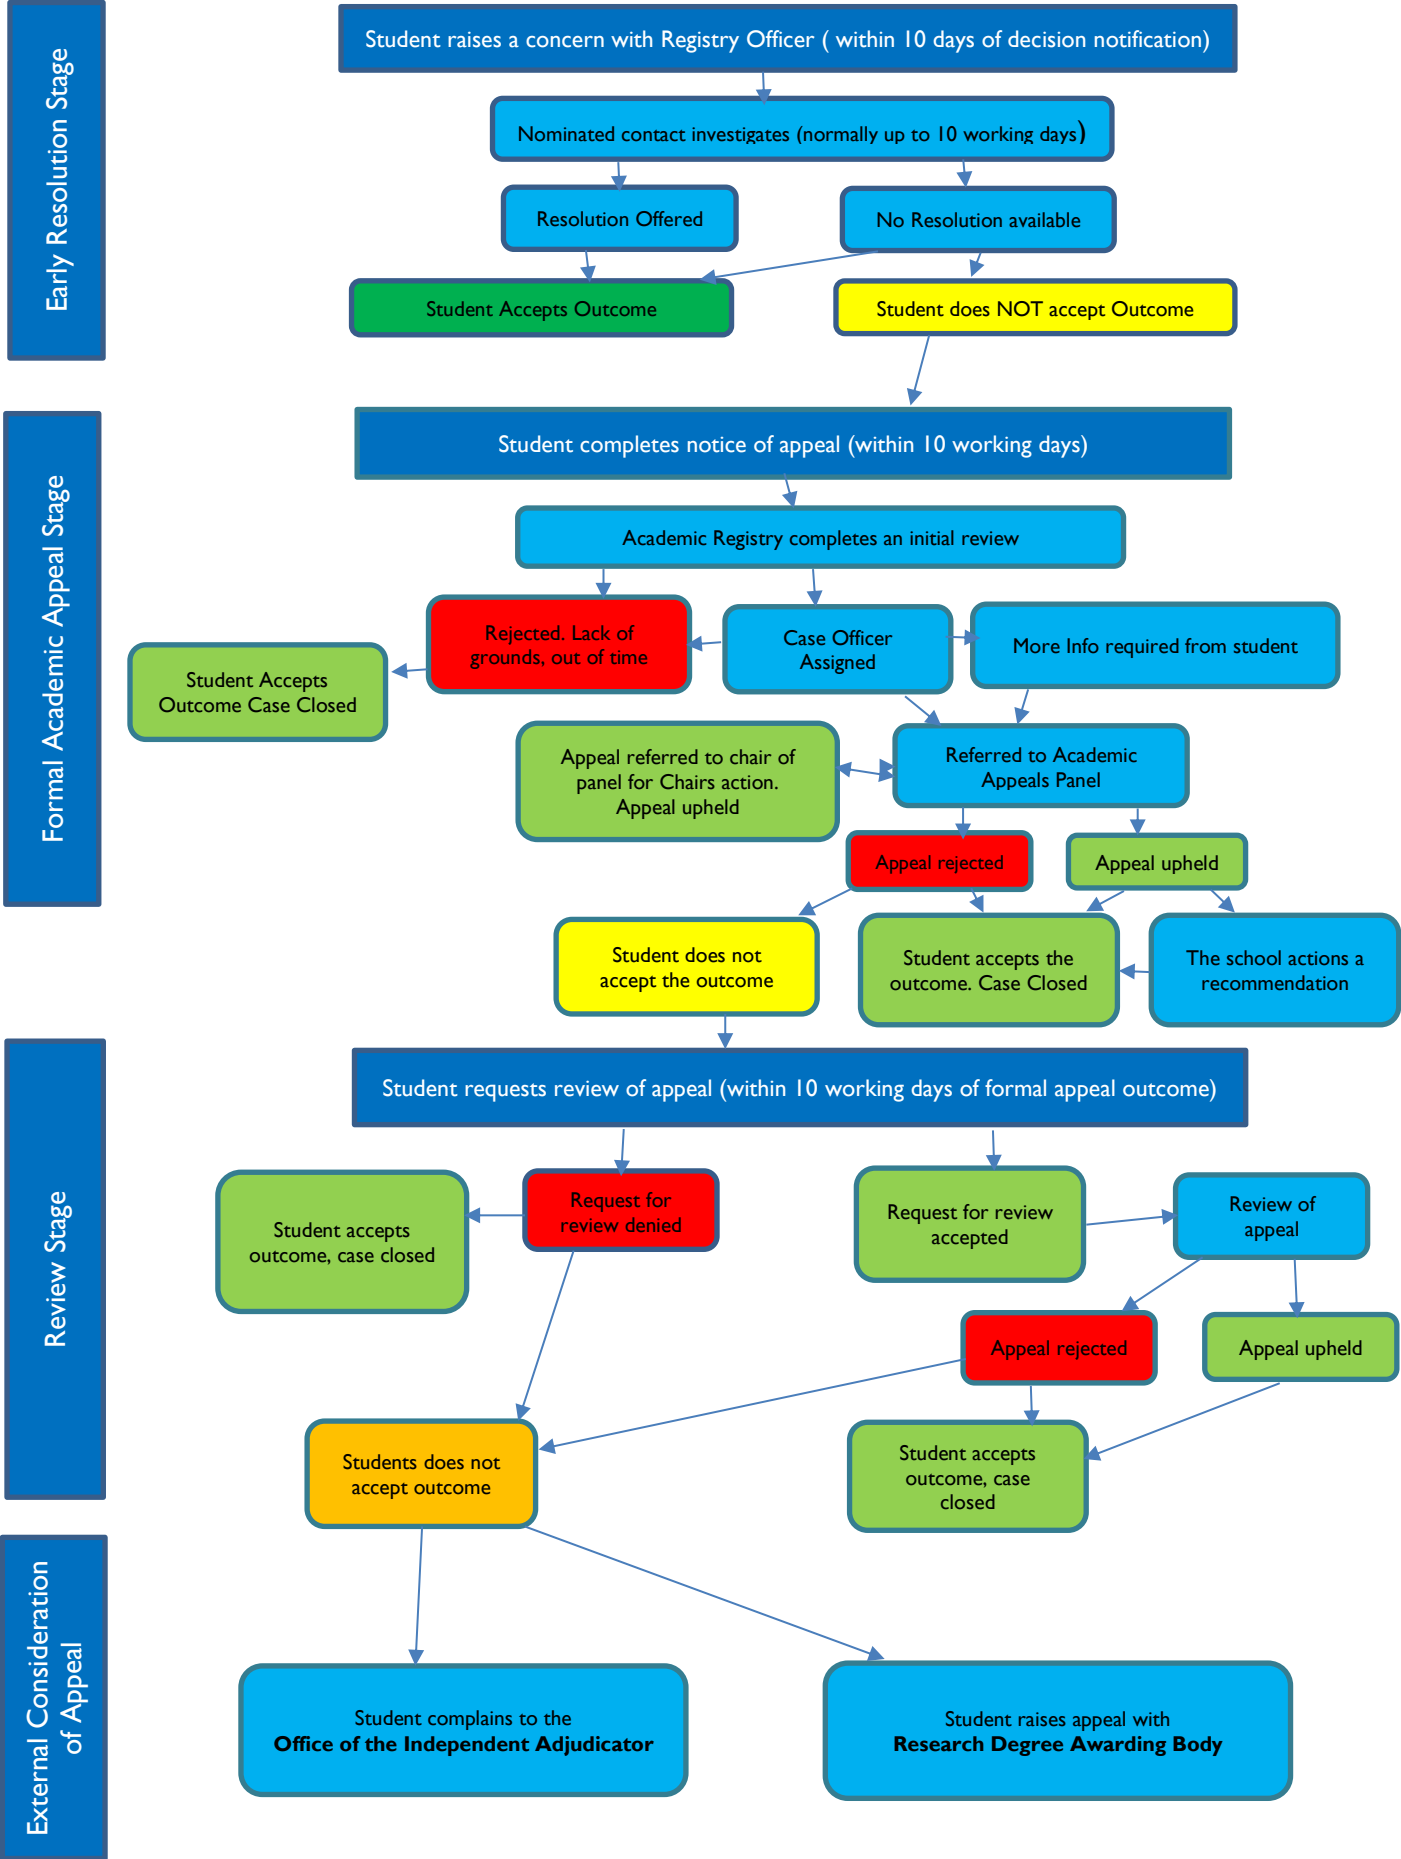 Early Resolution Stage
Student raises a concern with Registry Officer ( within 10 days of decision notification)
Nominated contact investigates (normally up to 10 working days)
Resolution Offered
No Resolution available
Student Accepts Outcome
Student does NOT accept Outcome
Formal Academic Appeal Stage
Student completes notice of appeal (within 10 working days)
Academic Registry completes an initial review
Rejected. Lack of
grounds, out of time
Case Officer
Assigned
More Info required from student
Student Accepts
Outcome Case Closed
Appeal referred to chair of
panel for Chairs action.
Appeal upheld
Referred to Academic
Appeals Panel
Appeal rejected
Appeal upheld
Student does not
accept the outcome
Student accepts the
outcome. Case Closed
The school actions a
recommendation
Review Stage
Student requests review of appeal (within 10 working days of formal appeal outcome)
Student accepts
outcome, case closed
Request for
review denied
Request for review
accepted
Review of
appeal
Appeal rejected
Appeal upheld
Students does not
accept outcome
Student accepts
outcome, case
closed
External Consideration
of Appeal
Student complains to the
Office of the Independent Adjudicator
Student raises appeal with
Research Degree Awarding Body